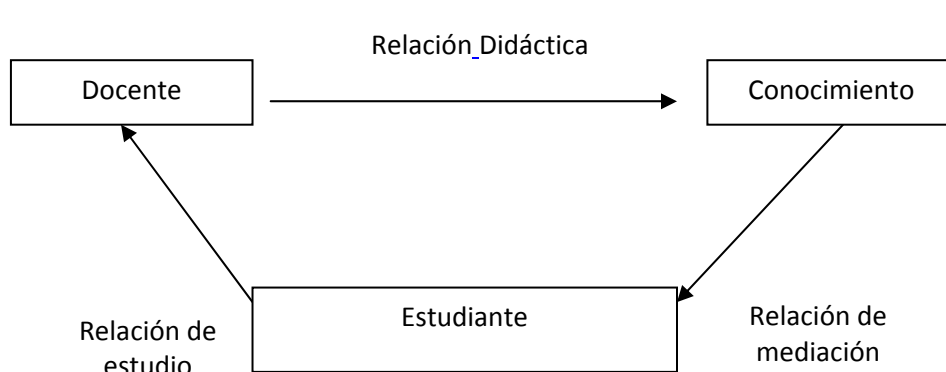 Relación Didáctica
Docente
Conocimiento
Estudiante
Relación de
estudio
Relación de
mediación